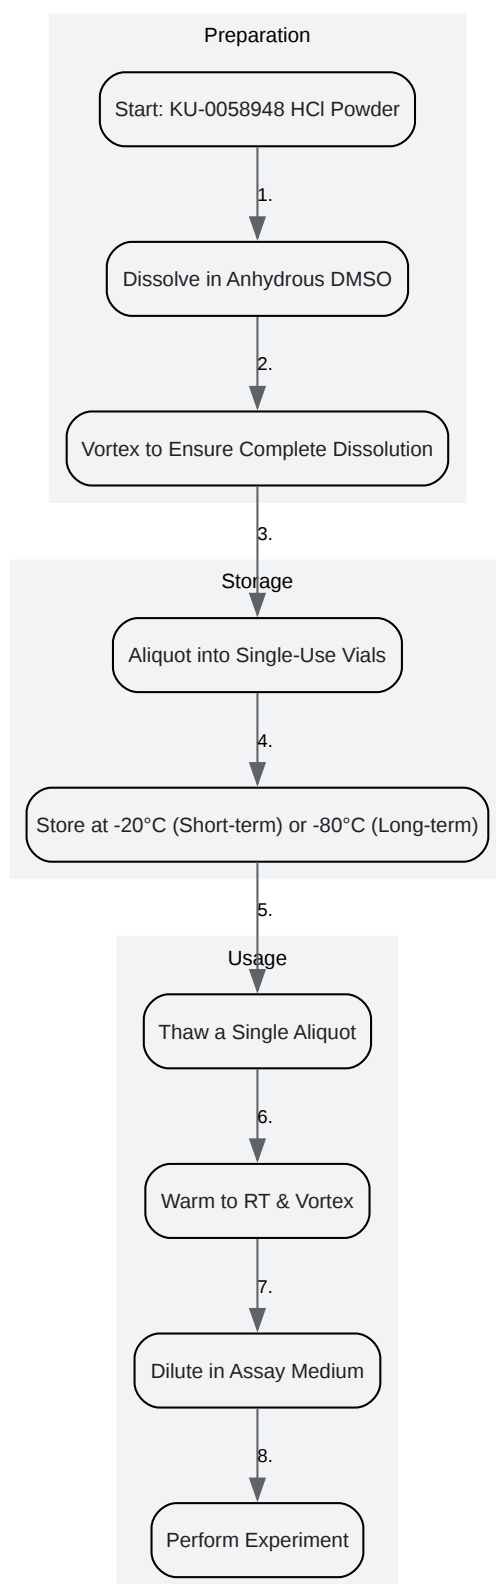 Preparation
Start: KU-0058948 HCl Powder
1.
Dissolve in Anhydrous DMSO
2.
Vortex to Ensure Complete Dissolution
3.
Storage
Aliquot into Single-Use Vials
4.
Store at -20°C (Short-term) or -80°C (Long-term)
5.
Usage
Thaw a Single Aliquot
6.
Warm to RT & Vortex
7.
Dilute in Assay Medium
8.
Perform Experiment